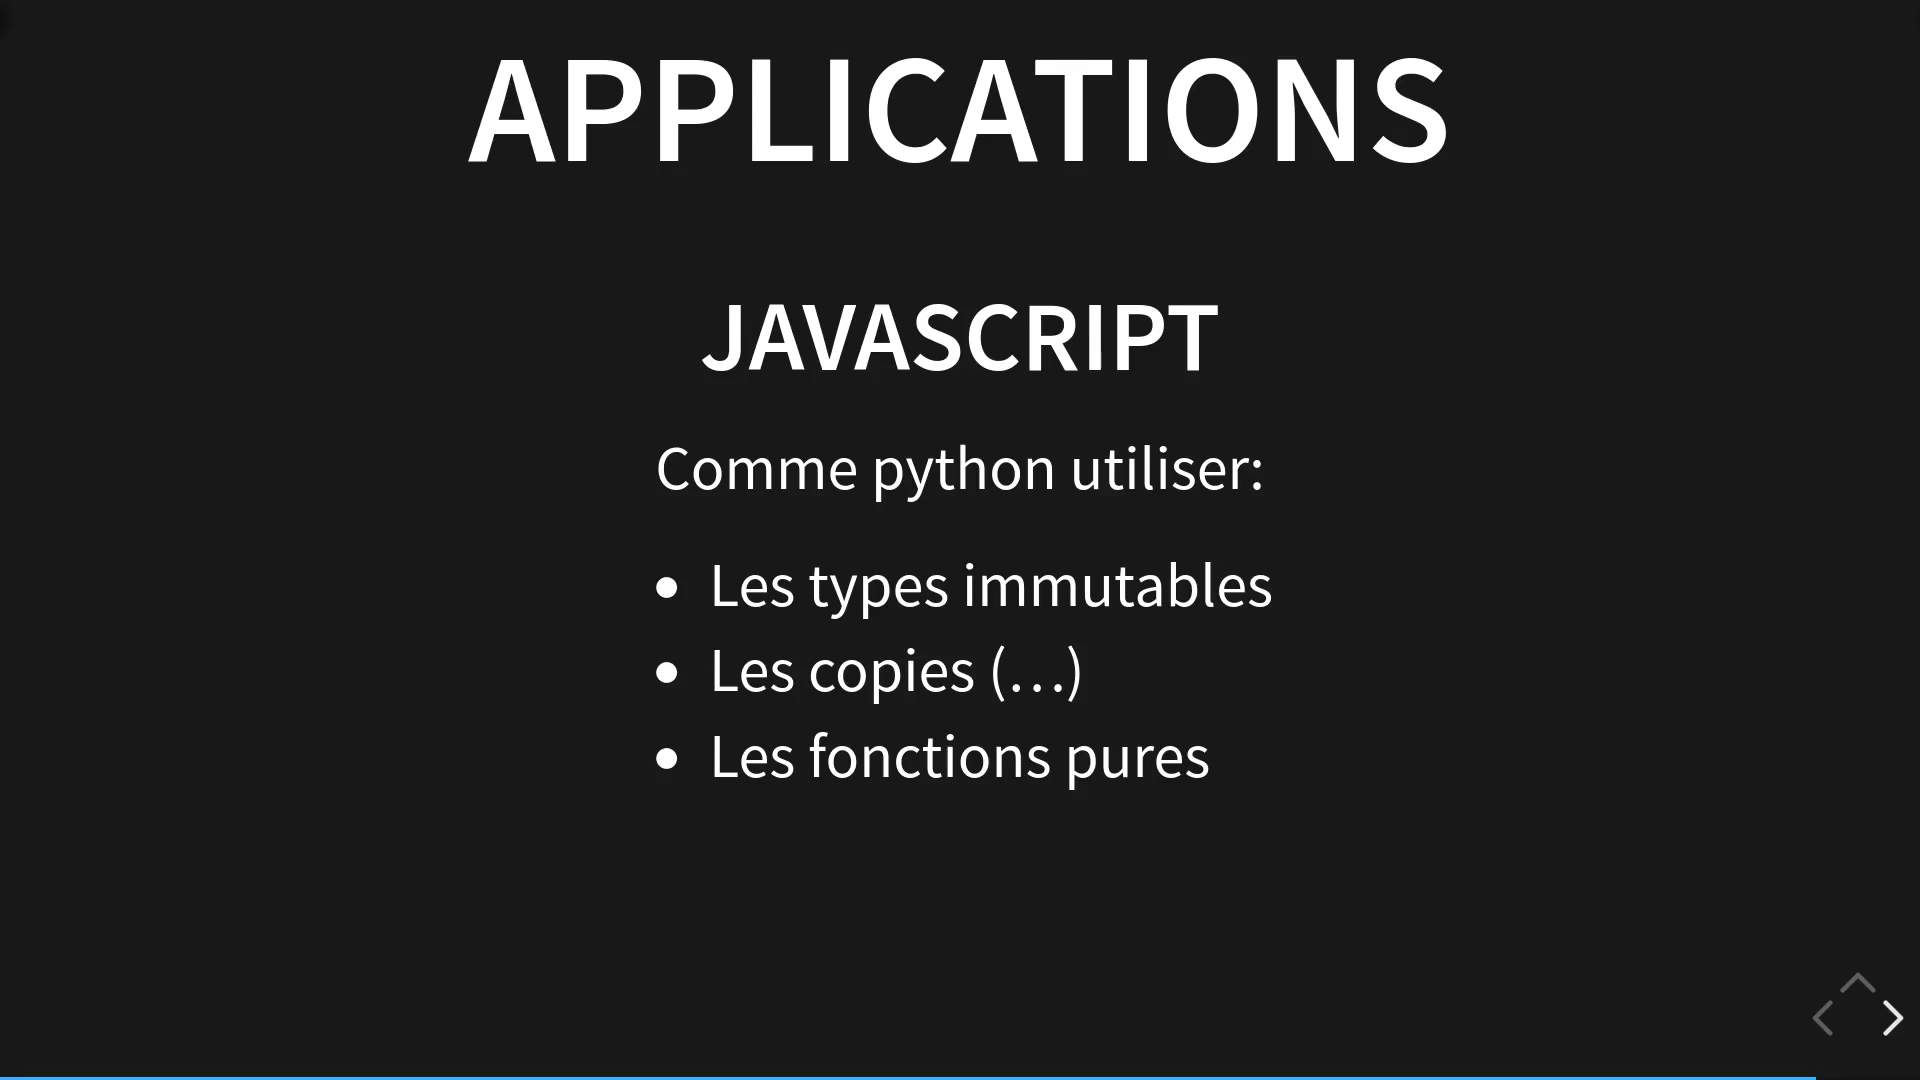 APPLICATIONS
JAVASCRIPT
Comme python utiliser:
• Les types immutables
• Les copies (…)
• Les fonctions pures